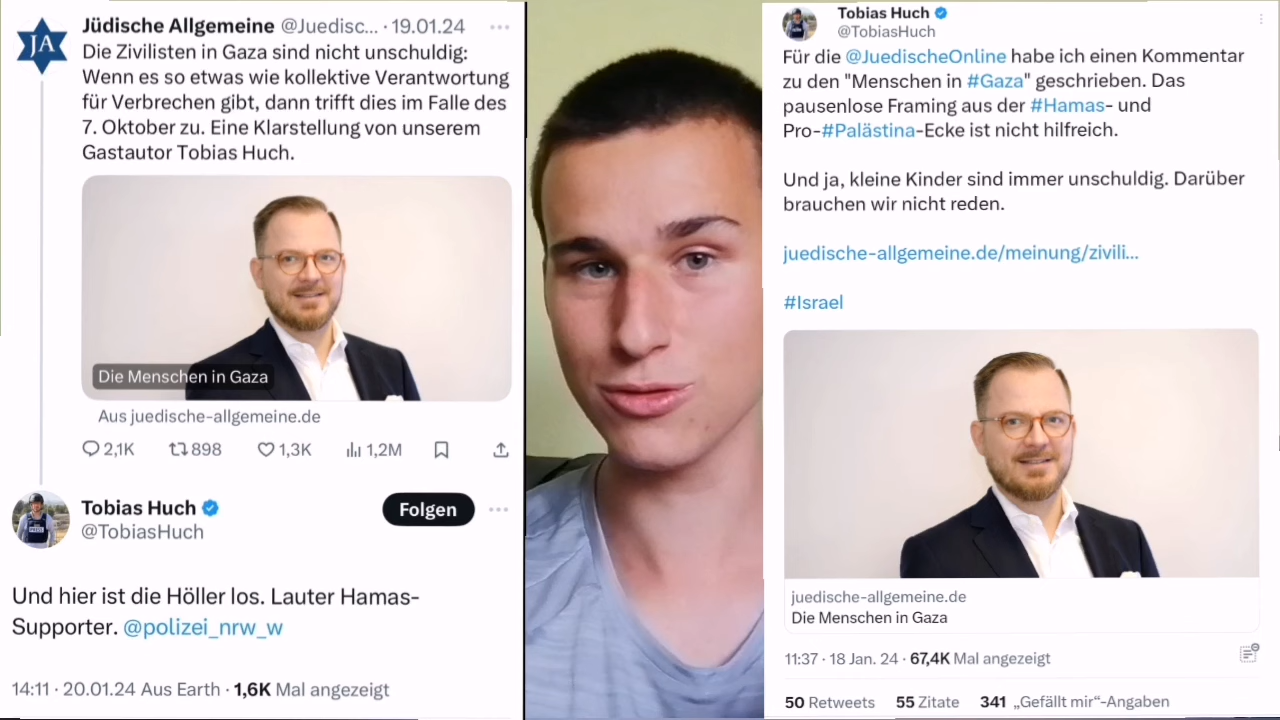 JA
Jüdische Allgemeine @Juedisc... · 19.01.24
Die Zivilisten in Gaza sind nicht unschuldig:
Wenn es so etwas wie kollektive Verantwortung
für Verbrechen gibt, dann trifft dies im Falle des
7. Oktober zu. Eine Klarstellung von unserem
Gastautor Tobias Huch.
Die Menschen in Gaza
Aus juedische-allgemeine.de
2,1K 898 1,3K 1,2M
Tobias Huch
@TobiasHuch
Folgen
Und hier ist die Höller los. Lauter Hamas-
Supporter. @polizei_nrw_w
14:11 · 20.01.24 Aus Earth · 1,6K Mal angezeigt
Tobias Huch
@TobiasHuch
Für die @JuedischeOnline habe ich einen Kommentar
zu den "Menschen in #Gaza" geschrieben. Das
pausenlose Framing aus der #Hamas- und
Pro-#Palästina-Ecke ist nicht hilfreich.
Und ja, kleine Kinder sind immer unschuldig. Darüber
brauchen wir nicht reden.
juedische-allgemeine.de/meinung/zivili...
#Israel
juedische-allgemeine.de
Die Menschen in Gaza
11:37 · 18 Jan. 24 · 67,4K Mal angezeigt
50 Retweets 55 Zitate 341 „Gefällt mir“-Angaben